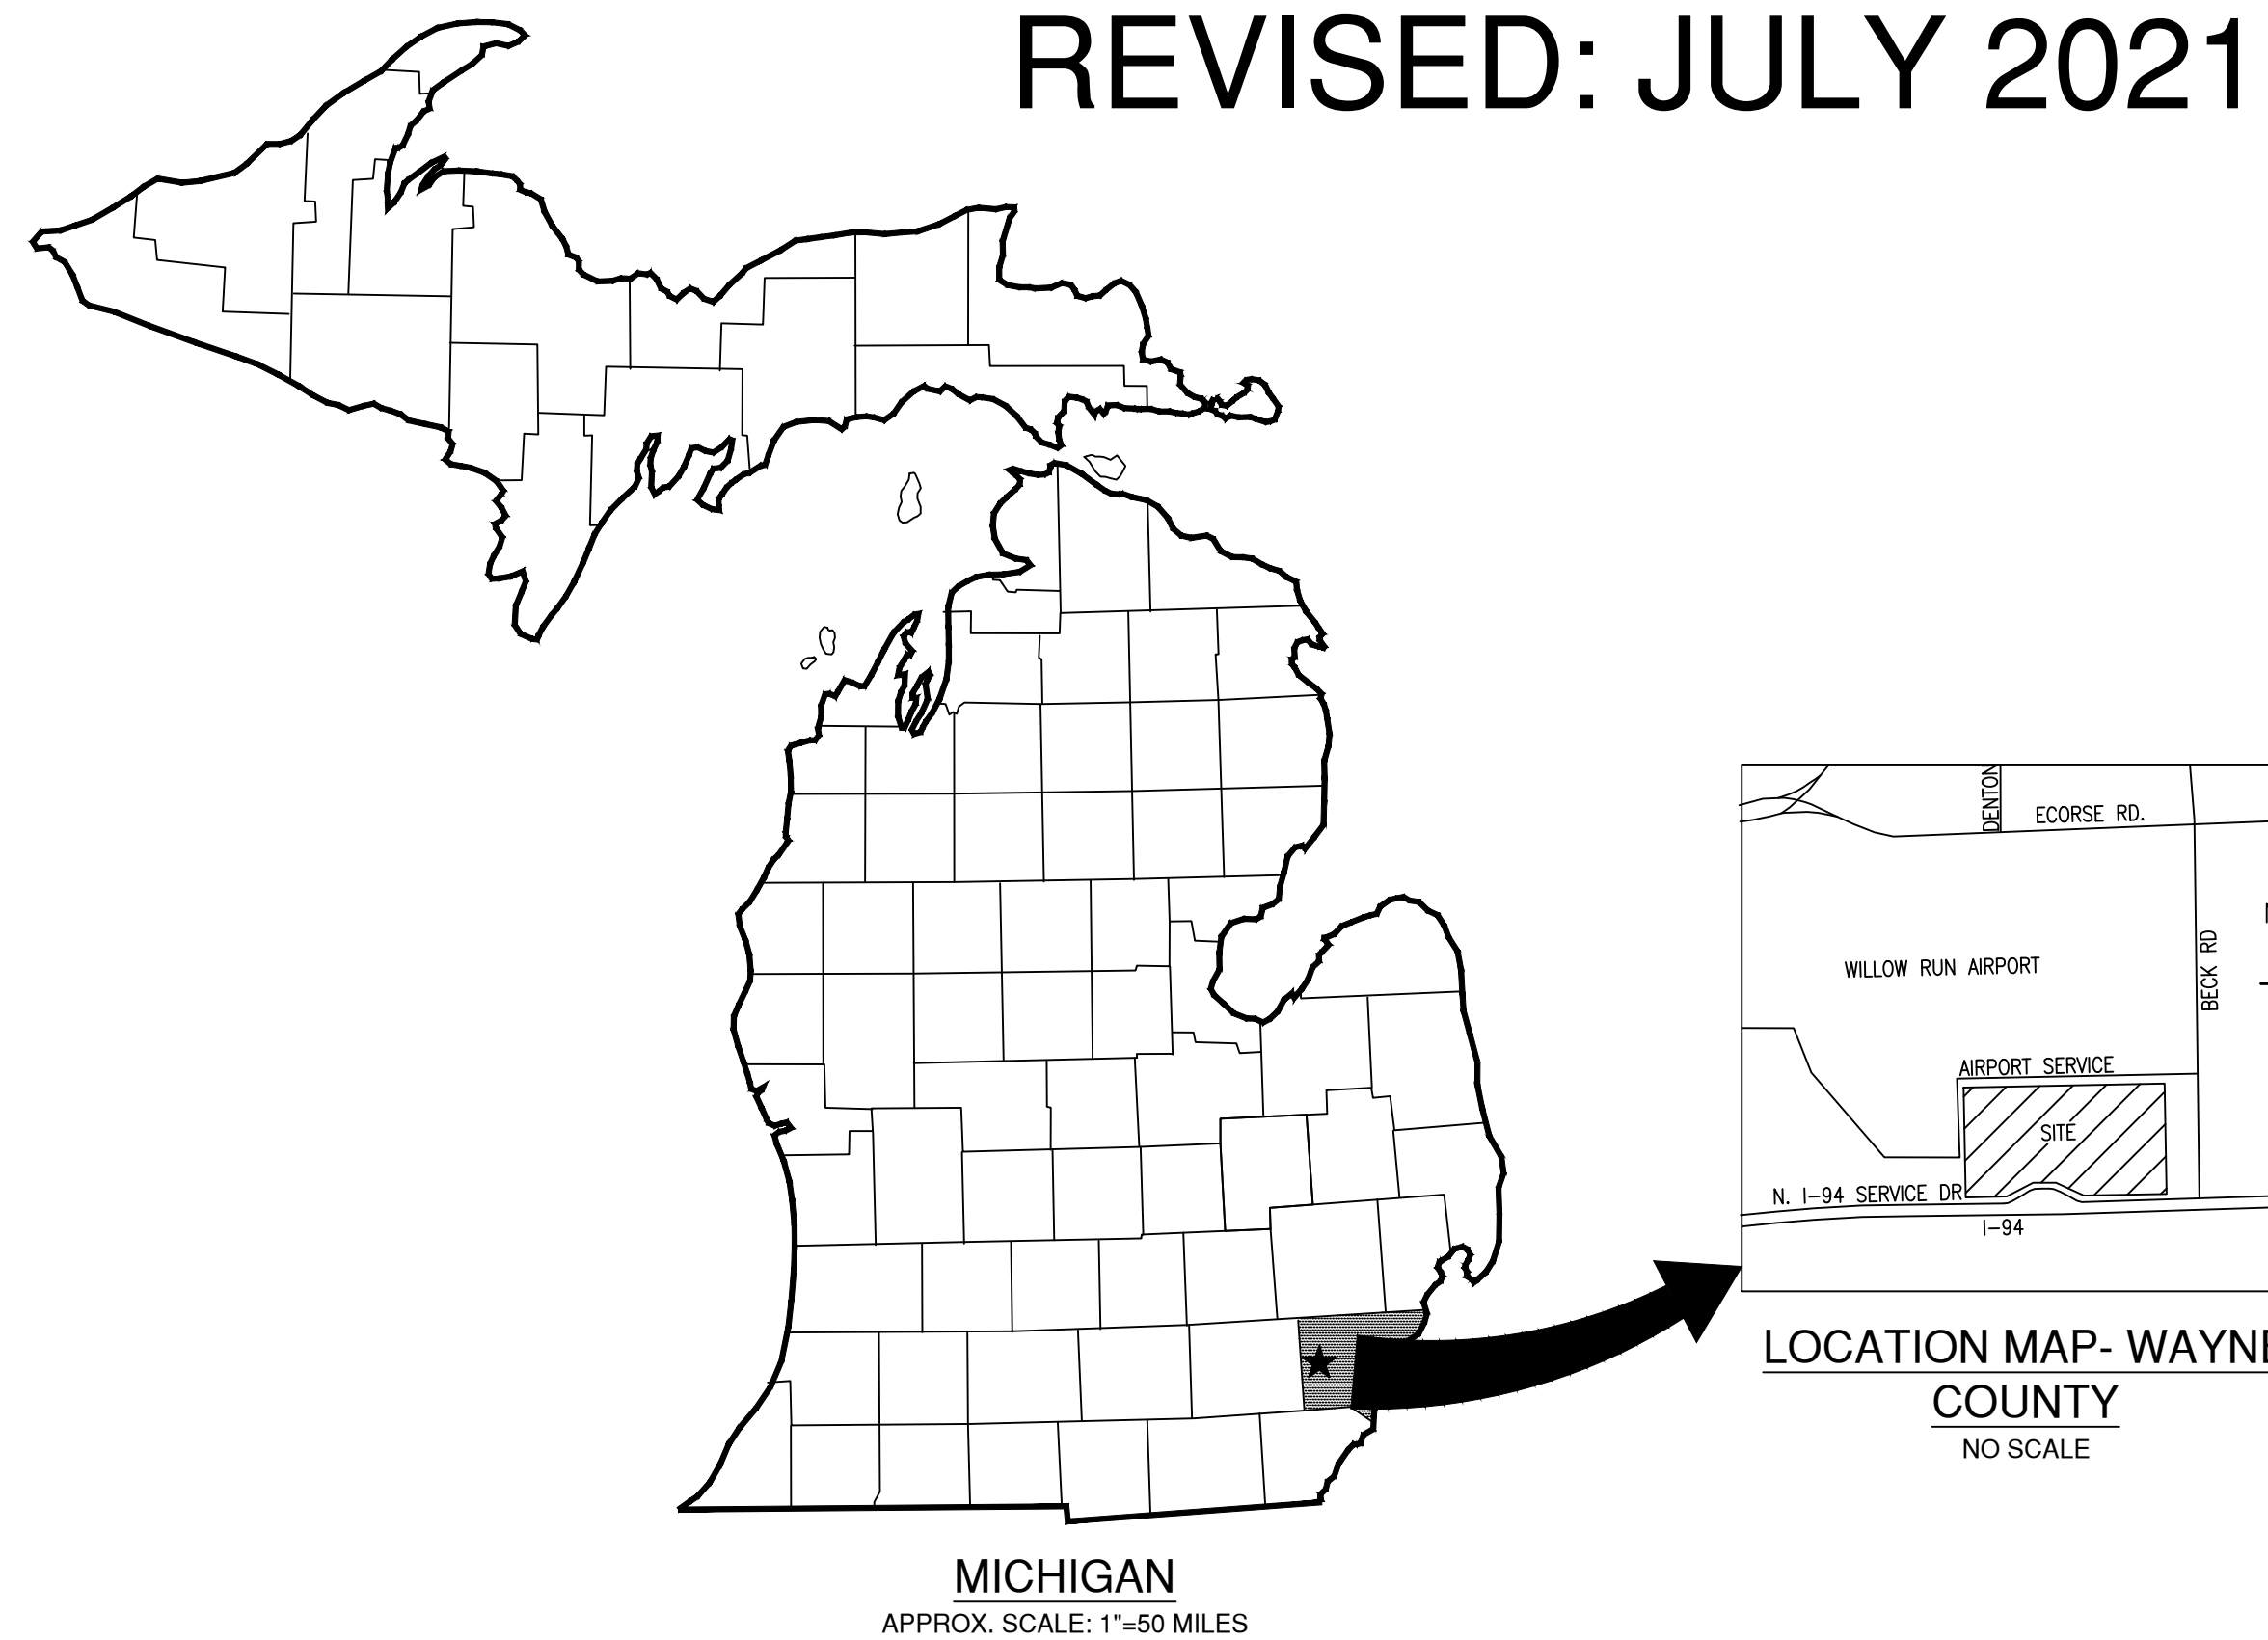 REVISED: JULY 2021
DENTON
ECORSE RD.
WILLOW RUN AIRPORT
BECK RD
AIRPORT SERVICE
SITE
N. I-94 SERVICE DR
I-94
LOCATION MAP- WAYNE
COUNTY
NO SCALE
MICHIGAN
APPROX. SCALE: 1"=50 MILES